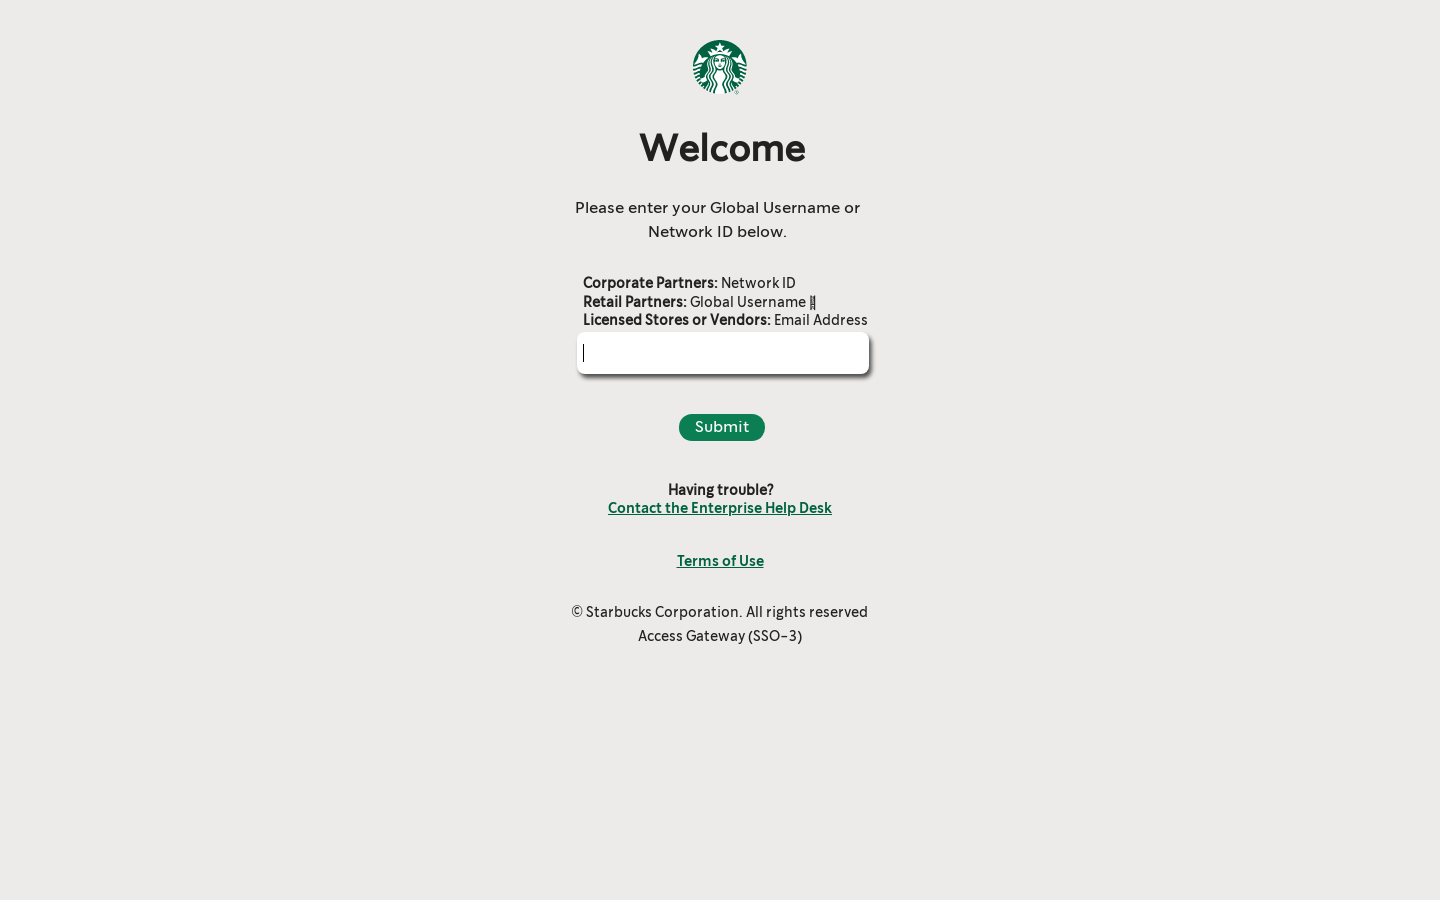 Welcome
Please enter your Global Username or
Network ID below.
Corporate Partners: Network ID
Retail Partners: Global Username
Licensed Stores or Vendors: Email Address
Submit
Having trouble?
Contact the Enterprise Help Desk
Terms of Use
© Starbucks Corporation. All rights reserved
Access Gateway (SSO-3)